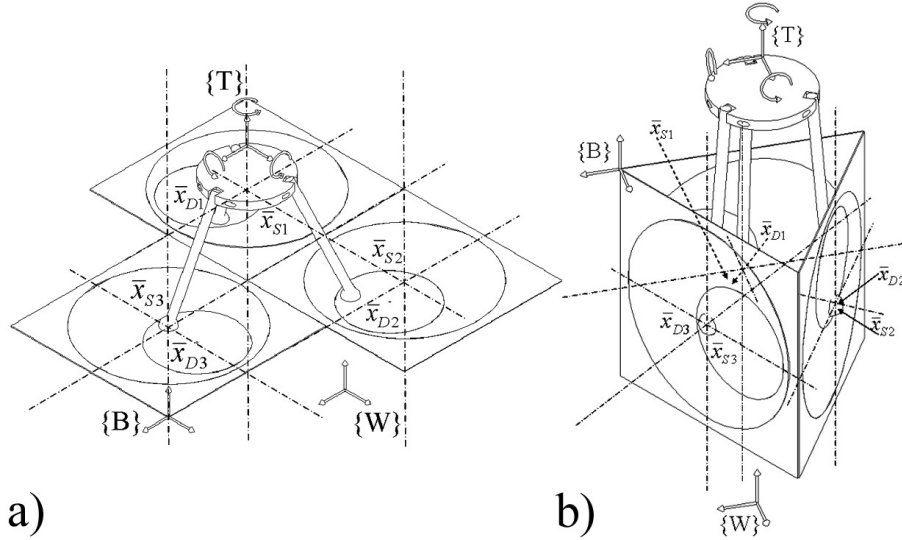 {T}
x̄D1
x̄S1
x̄S2
x̄S3
x̄D2
x̄D3
{B}
{W}
a)
{T}
x̄S1
{B}
x̄D1
x̄D2
x̄D3
x̄S2
x̄S3
{W}
b)